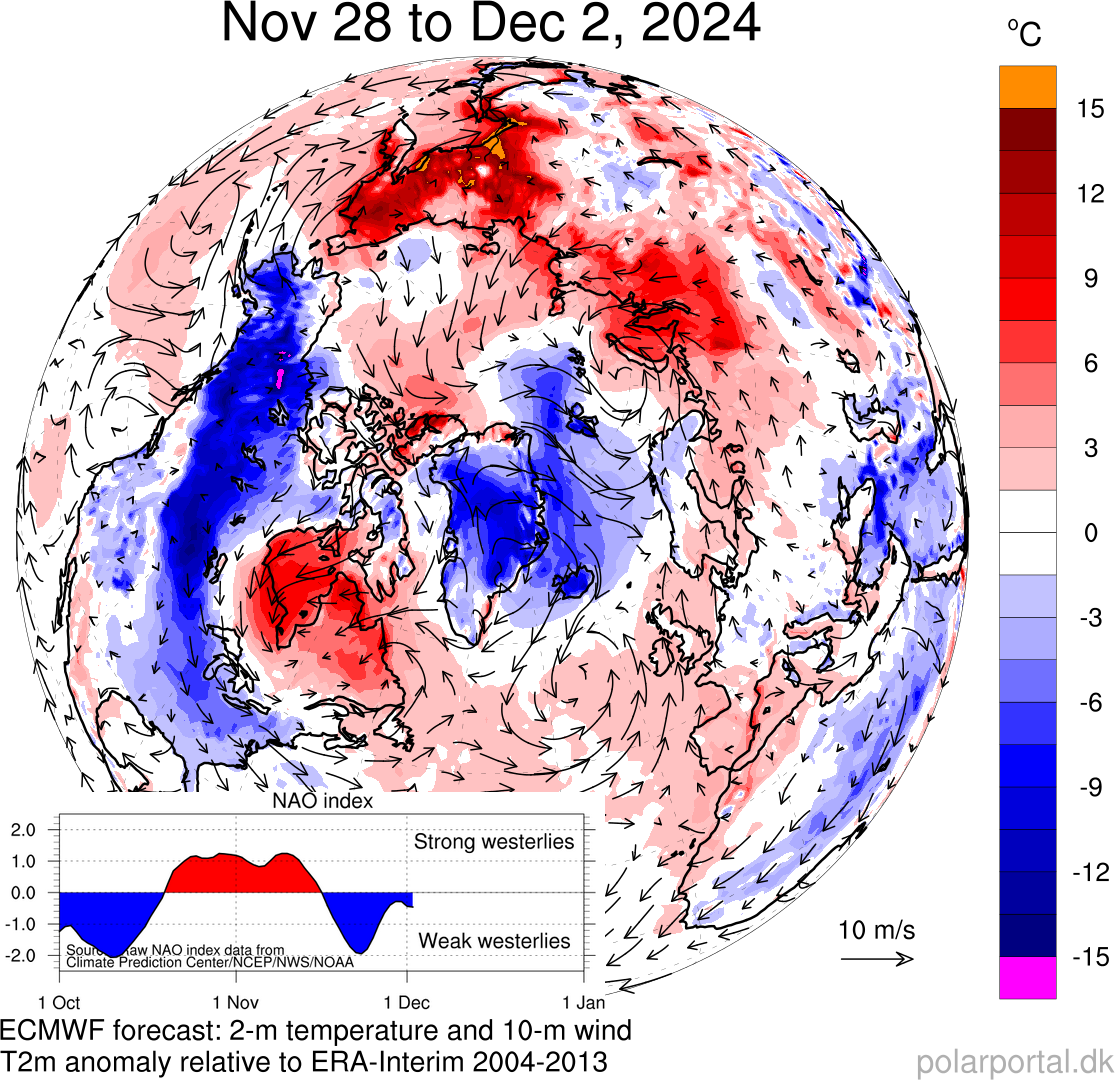 Nov 28 to Dec 2, 2024
°C
15
12
9
6
3
0
-3
-6
-9
-12
-15
10 m/s
NAO index
2.0
1.0
0.0
-1.0
-2.0
Strong westerlies
Weak westerlies
raw NAO index data from
Climate Prediction Center/NCEP/NWS/NOAA
1 Oct
1 Nov
1 Dec
1 Jan
ECMWF forecast: 2-m temperature and 10-m wind
T2m anomaly relative to ERA-Interim 2004-2013
polarportal.dk